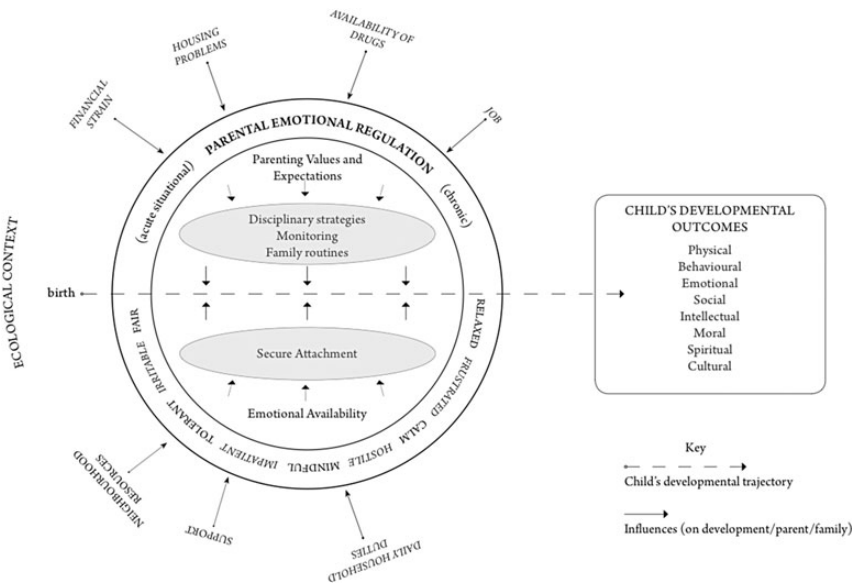 AVAILABILITY OF
DRUGS
HOUSING
PROBLEMS
FINANCIAL
STRAIN
JOB
PARENTAL EMOTIONAL REGULATION
(acute situational)
(chronic)
Parenting Values and
Expectations
Disciplinary strategies
Monitoring
Family routines
ECOLOGICAL CONTEXT
birth
Secure Attachment
Emotional Availability
RELAXED FRUSTRATED CALM HOSTILE MINDFUL IMPATIENT TOLERANT IRRITABLE FAIR
NEIGHBOURHOOD
RESOURCES
SUPPORT
DAILY HOUSEHOLD
DUTIES
CHILD'S DEVELOPMENTAL
OUTCOMES
Physical
Behavioural
Emotional
Social
Intellectual
Moral
Spiritual
Cultural
Key
Child's developmental trajectory
Influences (on development/parent/family)